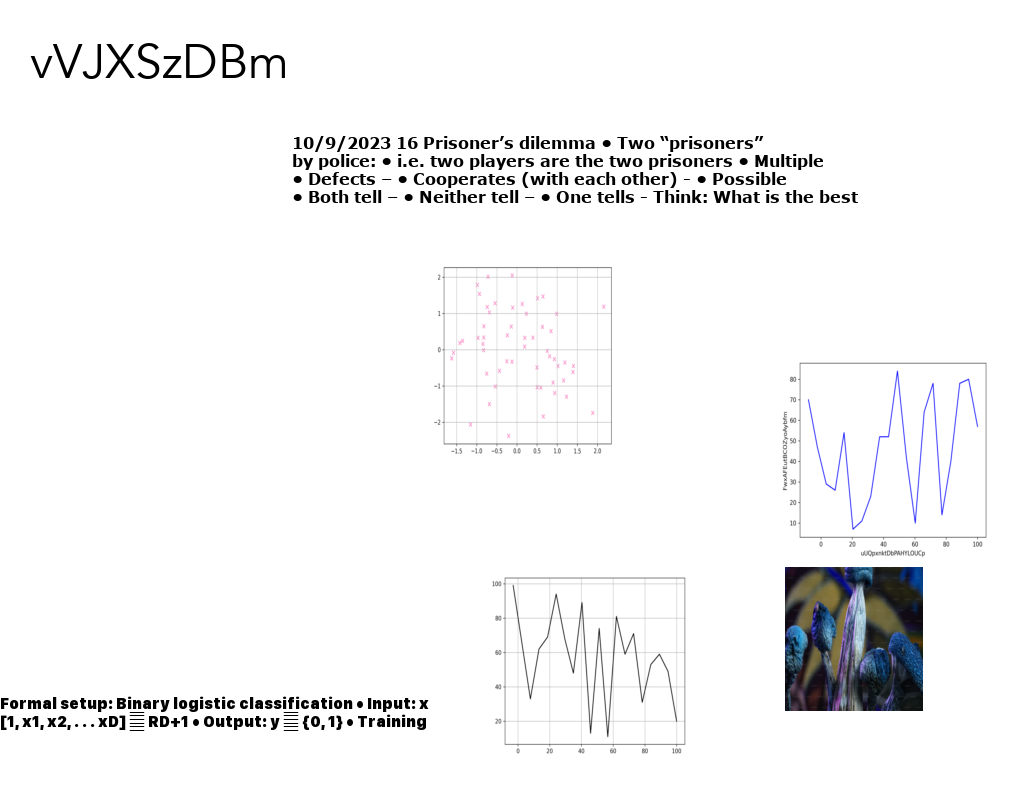 vVJXSzDBm
10/9/2023 16 Prisoner’s dilemma • Two “prisoners”
by police: • i.e. two players are the two prisoners • Multiple
• Defects – • Cooperates (with each other) - • Possible
• Both tell – • Neither tell – • One tells - Think: What is the best
2
1
0
−1
−2
−1.5 −1.0 −0.5 0.0 0.5 1.0 1.5 2.0
80
70
60
50
40
30
20
10
0 20 40 60 80 100
uUQpxnktDbPAHYLOUCp
100
80
60
40
20
0 20 40 60 80 100
Formal setup: Binary logistic classification • Input: x
[1, x1, x2, . . . xD] RD+1 • Output: y {0, 1} • Training